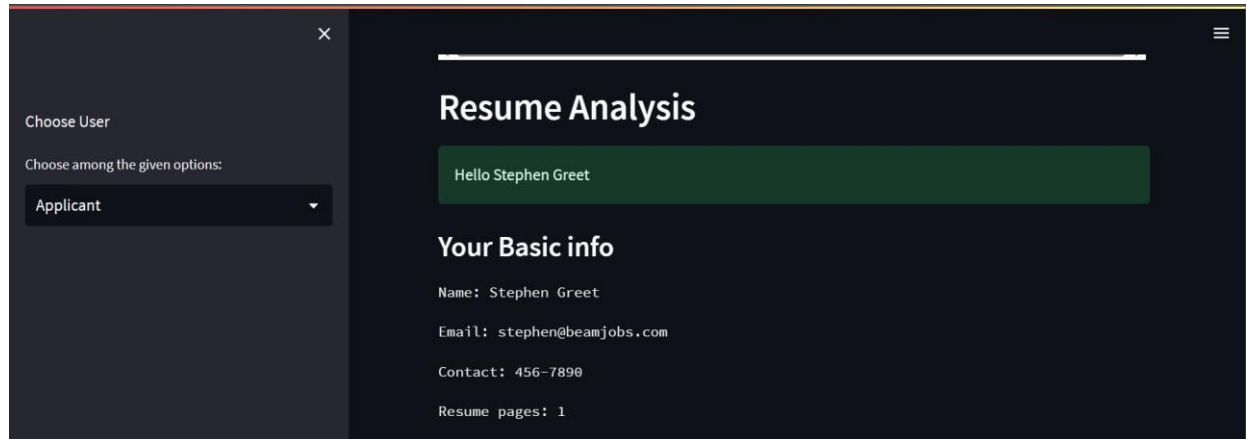 Choose User
Choose among the given options:
Applicant
Resume Analysis
Hello Stephen Greet
Your Basic info
Name: Stephen Greet
Email: stephen@beamjobs.com
Contact: 456-7890
Resume pages: 1